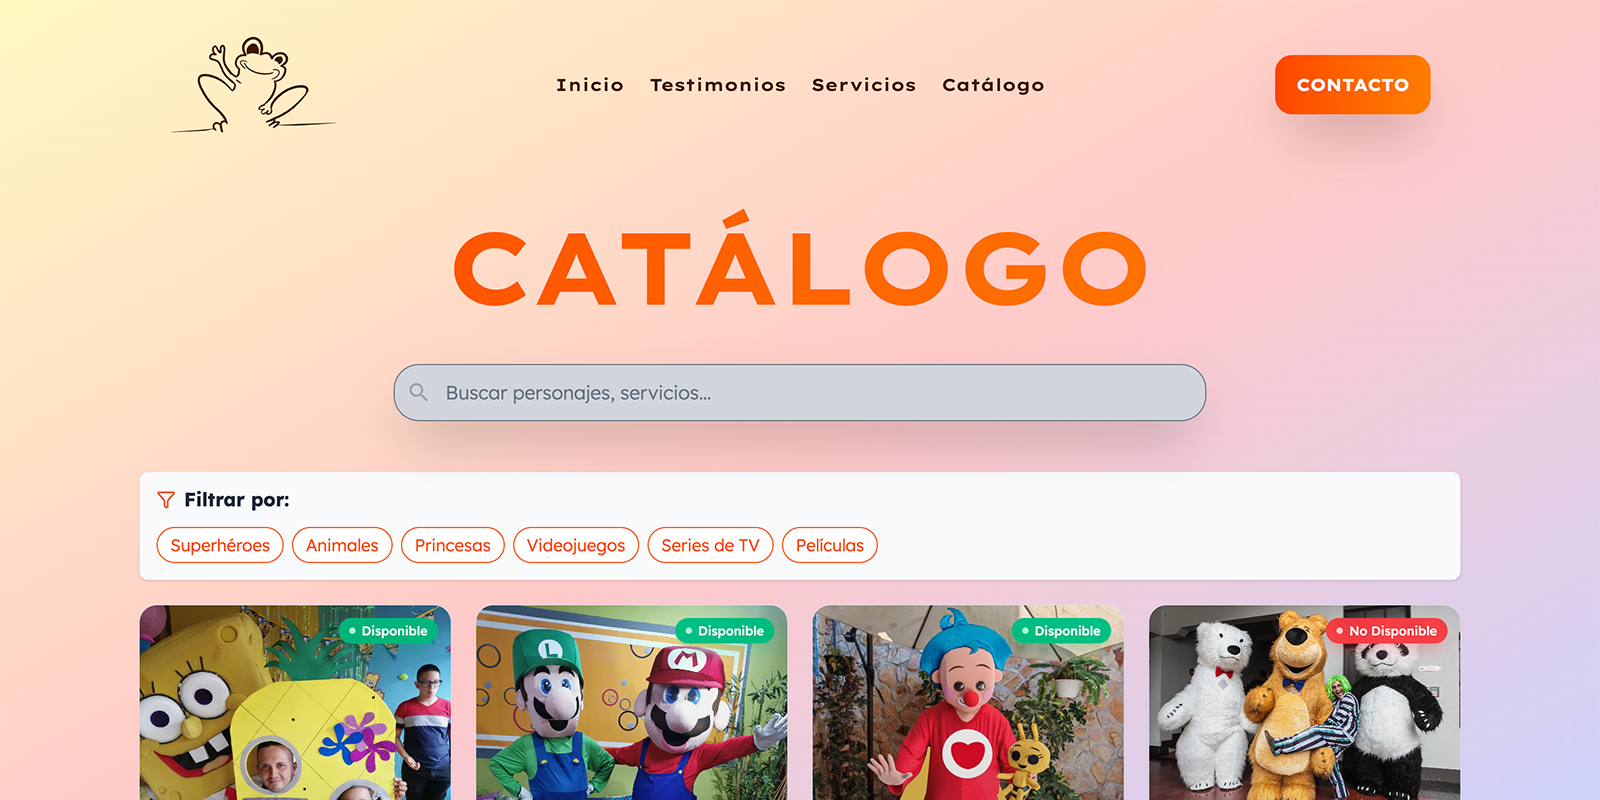 Inicio Testimonios Servicios Catálogo CONTACTO
CATÁLOGO
Buscar personajes, servicios...
Filtrar por:
Superhéroes Animales Princesas Videojuegos Series de TV Películas
Disponible Disponible Disponible No Disponible
L M